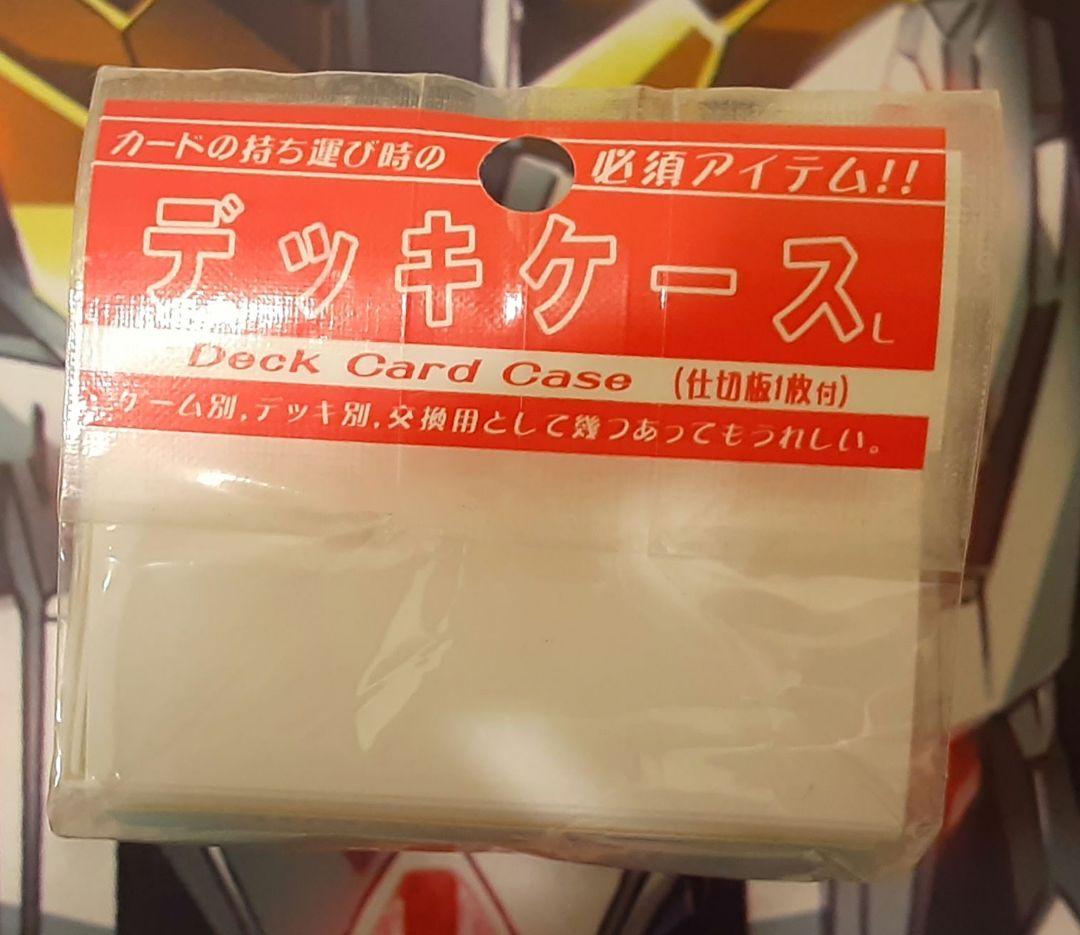 カードの持ち運び時の 必須アイテム!!
デッキケースL
Deck Card Case (仕切板1枚付)
ゲーム別,デッキ別,交換用として幾つあってもうれしい。